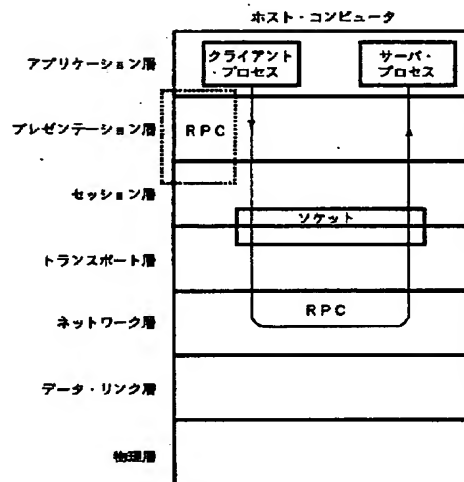 ホスト・コンピュータ
アプリケーション層
クライアント・
プロセス
サーバ・
プロセス
プレゼンテーション層
RPC
セッション層
ソケット
トランスポート層
ネットワーク層
RPC
データ・リンク層
物理層